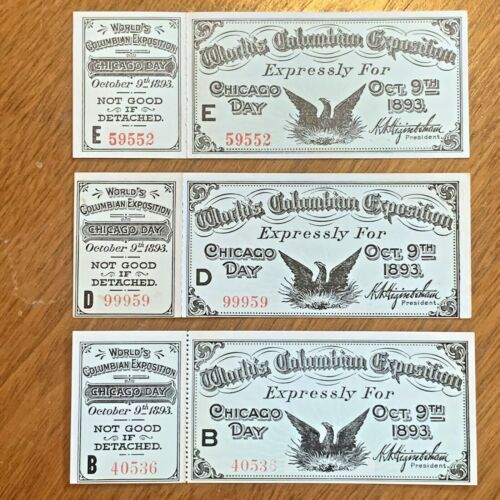 WORLD'S
COLUMBIAN EXPOSITION
CHICAGO DAY
October 9th 1893.
NOT GOOD
IF
DETACHED.
E 59552
World's Columbian Exposition
Expressly For
CHICAGO DAY
OCT. 9TH 1893.
E
59552
H.N. Higinbotham
President.
WORLD'S
COLUMBIAN EXPOSITION
CHICAGO DAY
October 9th 1893.
NOT GOOD
IF
DETACHED.
D 99959
World's Columbian Exposition
Expressly For
CHICAGO DAY
OCT. 9TH 1893.
D
99959
H.N. Higinbotham
President.
WORLD'S
COLUMBIAN EXPOSITION
CHICAGO DAY
October 9th 1893.
NOT GOOD
IF
DETACHED.
B 40536
World's Columbian Exposition
Expressly For
CHICAGO DAY
OCT. 9TH 1893.
B
40536
H.N. Higinbotham
President.